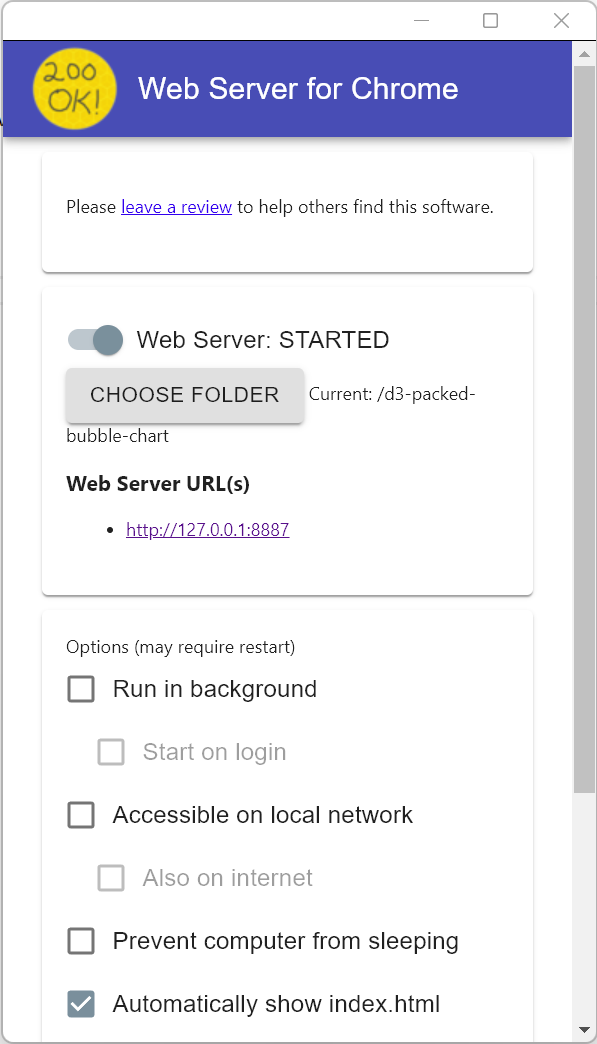 200
OK!
Web Server for Chrome
Please leave a review to help others find this software.
Web Server: STARTED
CHOOSE FOLDER Current: /d3-packed-
bubble-chart
Web Server URL(s)
• http://127.0.0.1:8887
Options (may require restart)
Run in background
Start on login
Accessible on local network
Also on internet
Prevent computer from sleeping
Automatically show index.html